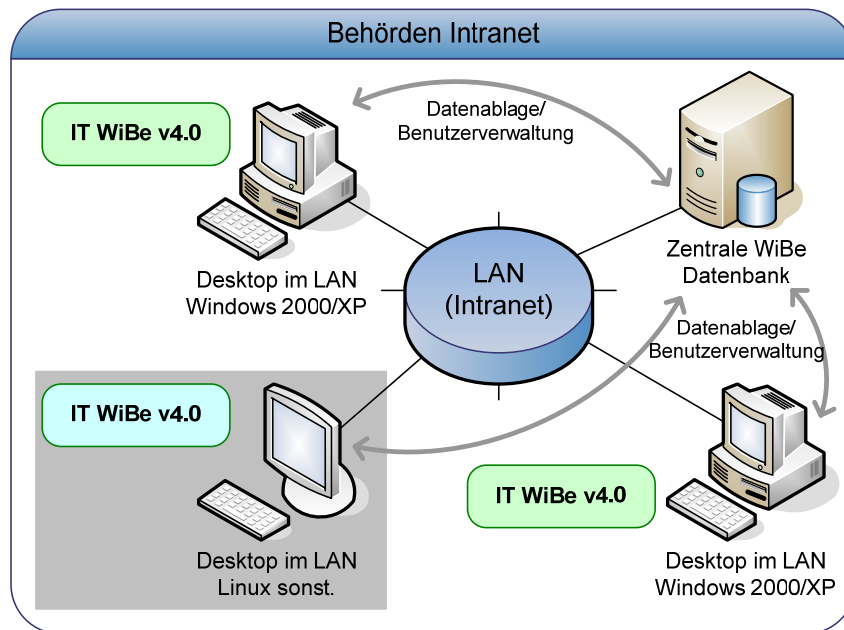 Behörden Intranet
IT WiBe v4.0
Datenablage/
Benutzerverwaltung
Desktop im LAN
Windows 2000/XP
LAN
(Intranet)
Zentrale WiBe
Datenbank
Datenablage/
Benutzerverwaltung
IT WiBe v4.0
Desktop im LAN
Linux sonst.
IT WiBe v4.0
Desktop im LAN
Windows 2000/XP